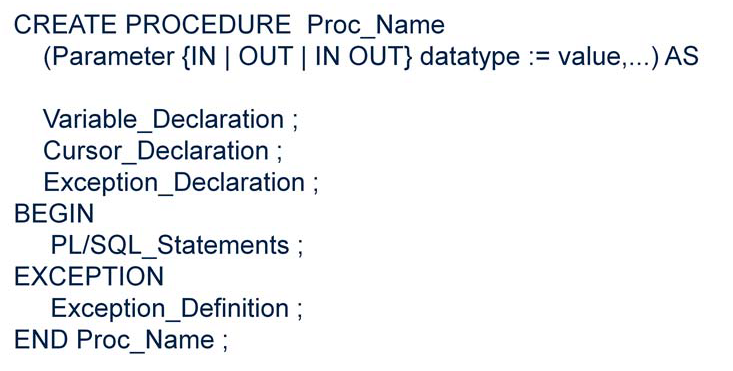 CREATE PROCEDURE Proc_Name
(Parameter {IN | OUT | IN OUT} datatype := value,...) AS
Variable_Declaration ;
Cursor_Declaration ;
Exception_Declaration ;
BEGIN
PL/SQL_Statements ;
EXCEPTION
Exception_Definition ;
END Proc_Name ;